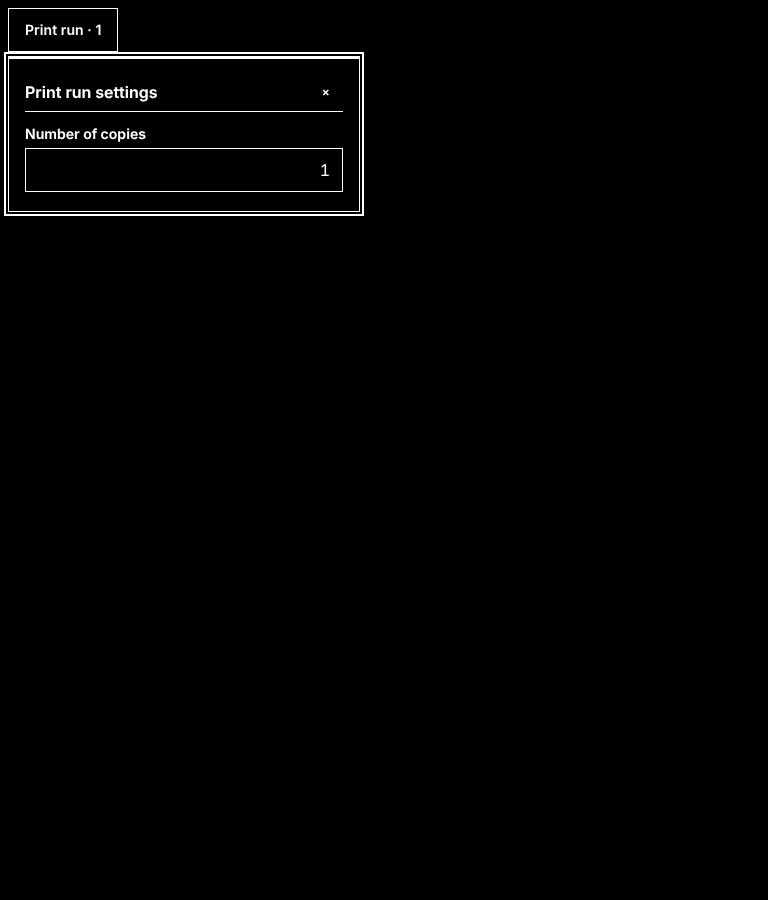 Print run · 1
Print run settings ×
Number of copies
1